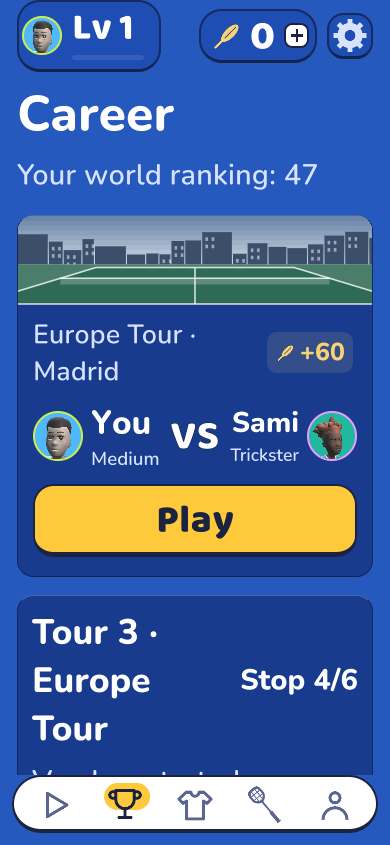 Lv 1
0
Career
Your world ranking: 47
Europe Tour ·
Madrid
+60
You
Medium
VS
Sami
Trickster
Play
Tour 3 ·
Europe
Tour
Stop 4/6